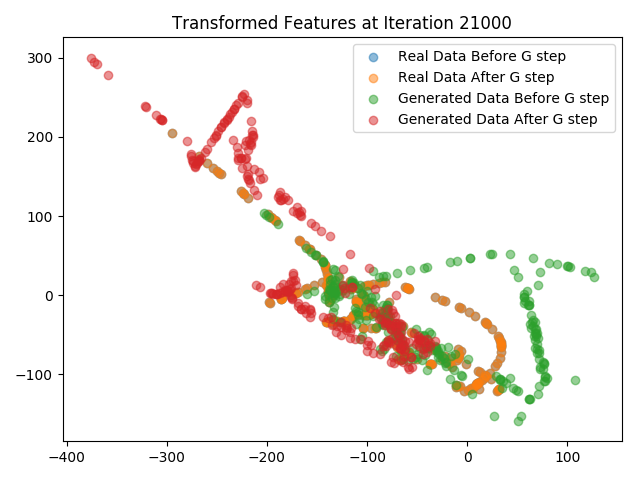 Transformed Features at Iteration 21000
Real Data Before G step
Real Data After G step
Generated Data Before G step
Generated Data After G step
300
200
100
0
−100
−400
−300
−200
−100
0
100